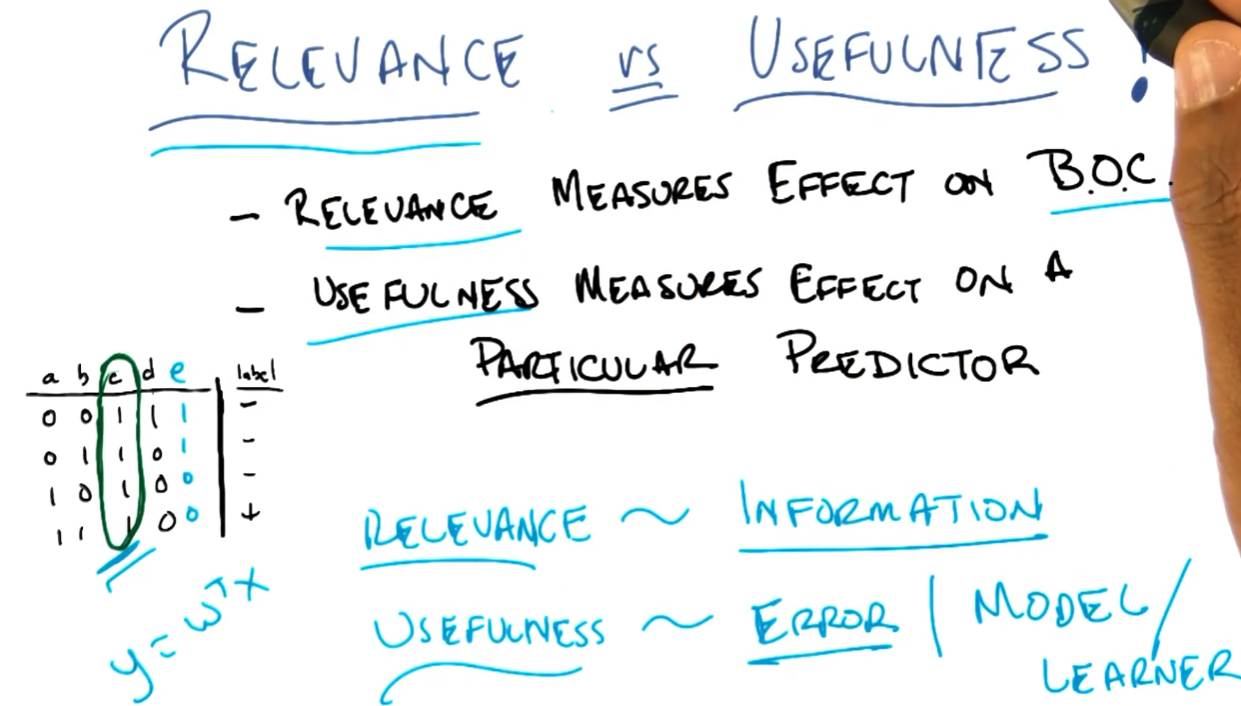 RELEVANCE vs USEFULNESS!
- RELEVANCE MEASURES EFFECT ON B.O.C.
- USEFULNESS MEASURES EFFECT ON A
PARTICULAR PREDICTOR
a b c d e label
0 0 1 1 1 -
0 1 1 0 1 -
1 0 1 0 0 -
1 1 1 0 0 +
y = wᵀx
RELEVANCE ~ INFORMATION
USEFULNESS ~ ERROR | MODEL/
LEARNER